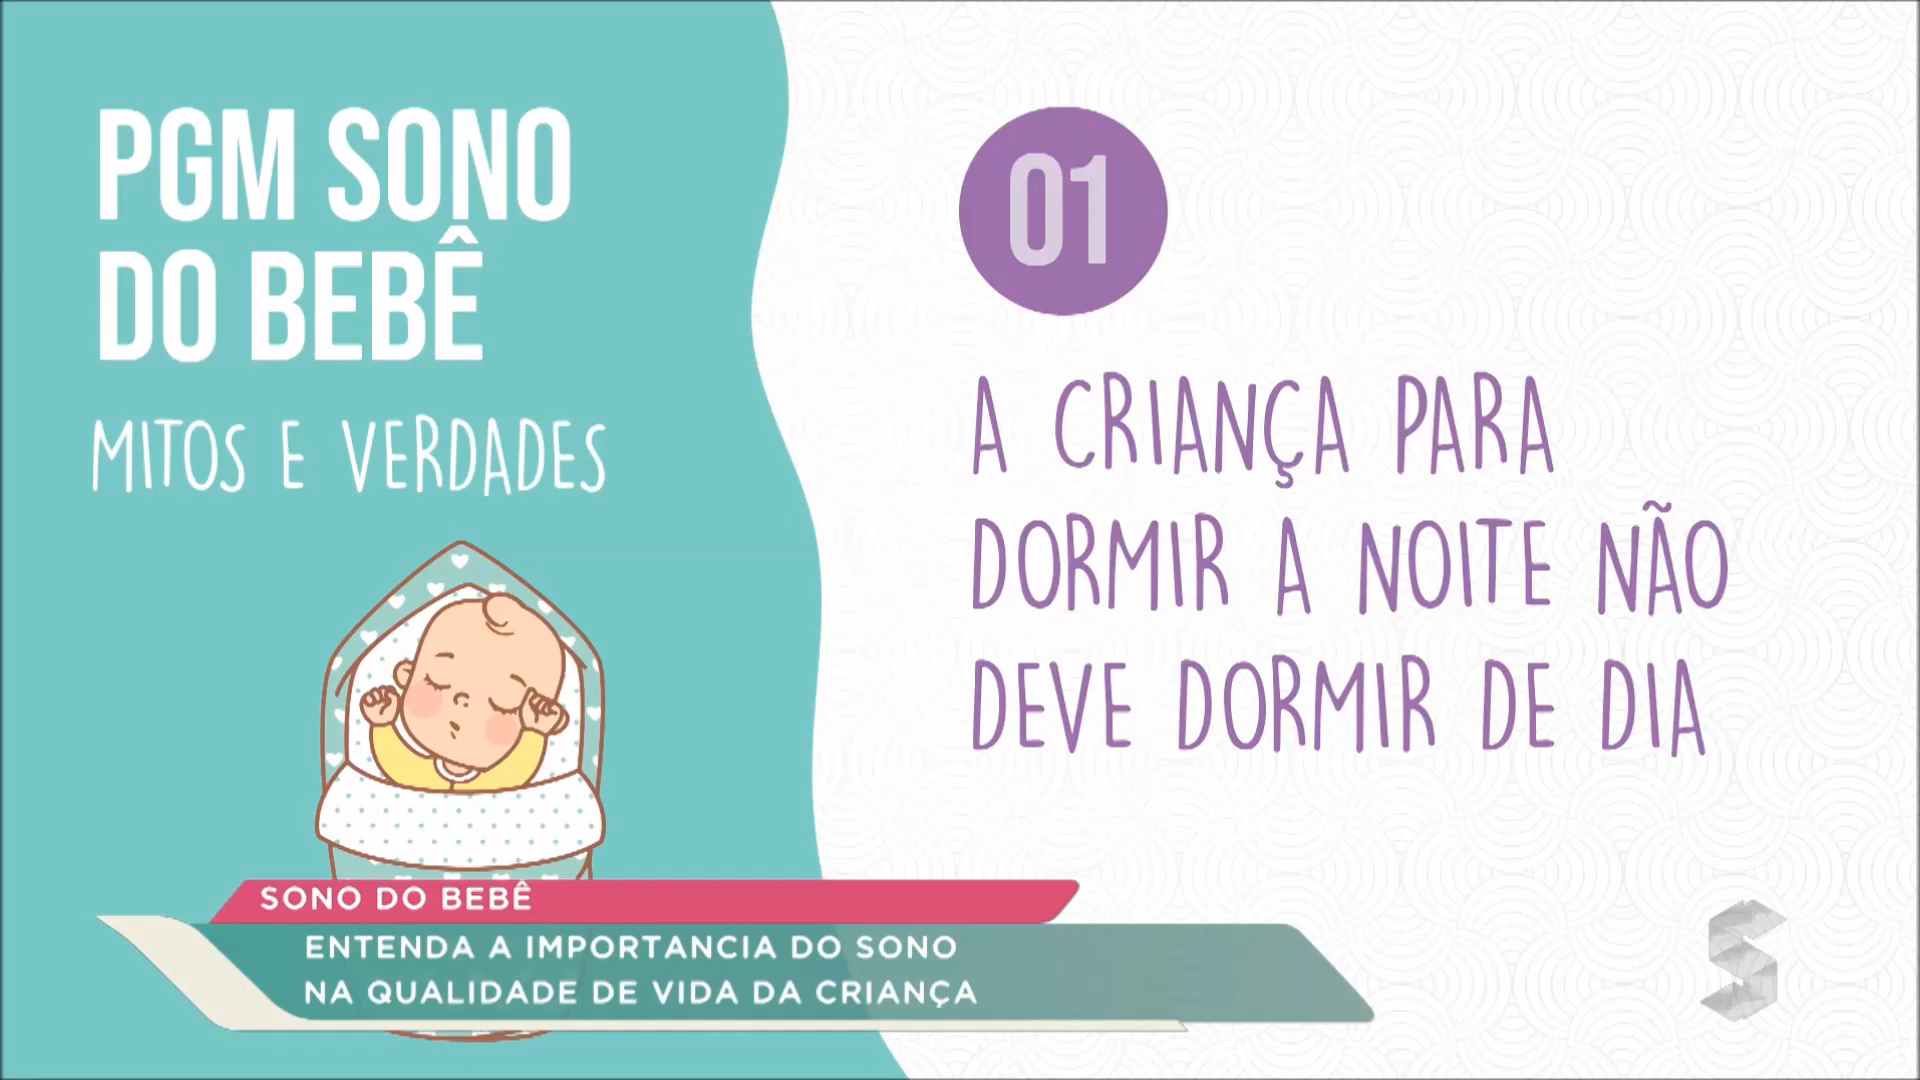 PGM SONO
DO BEBÊ
MITOS E VERDADES
01
A CRIANÇA PARA
DORMIR A NOITE NÃO
DEVE DORMIR DE DIA
SONO DO BEBÊ
ENTENDA A IMPORTANCIA DO SONO
NA QUALIDADE DE VIDA DA CRIANÇA